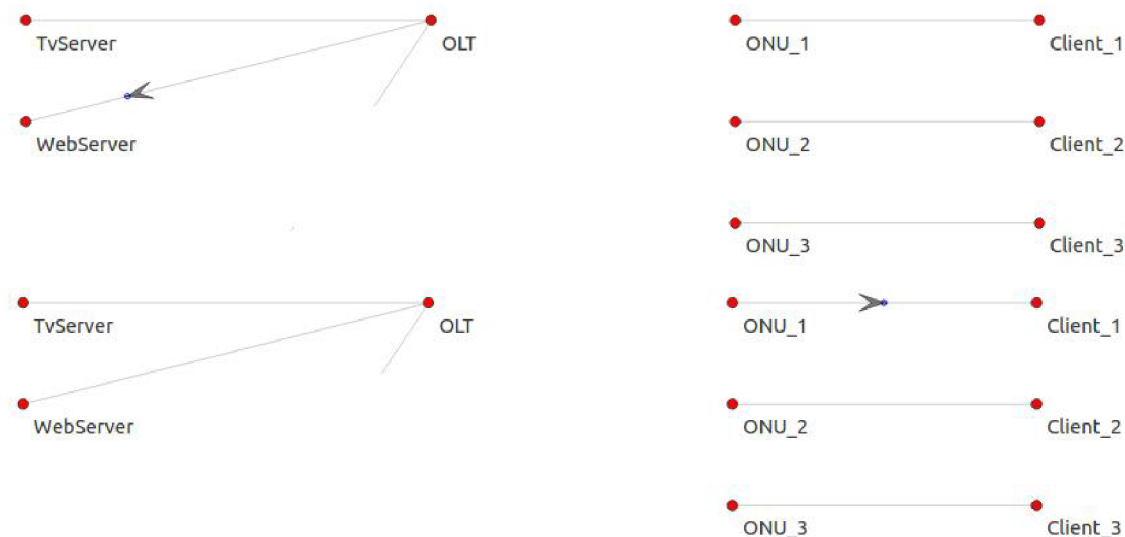 TvServer
OLT
ONU_1
Client_1
WebServer
ONU_2
Client_2
ONU_3
Client_3
TvServer
OLT
ONU_1
Client_1
WebServer
ONU_2
Client_2
ONU_3
Client_3